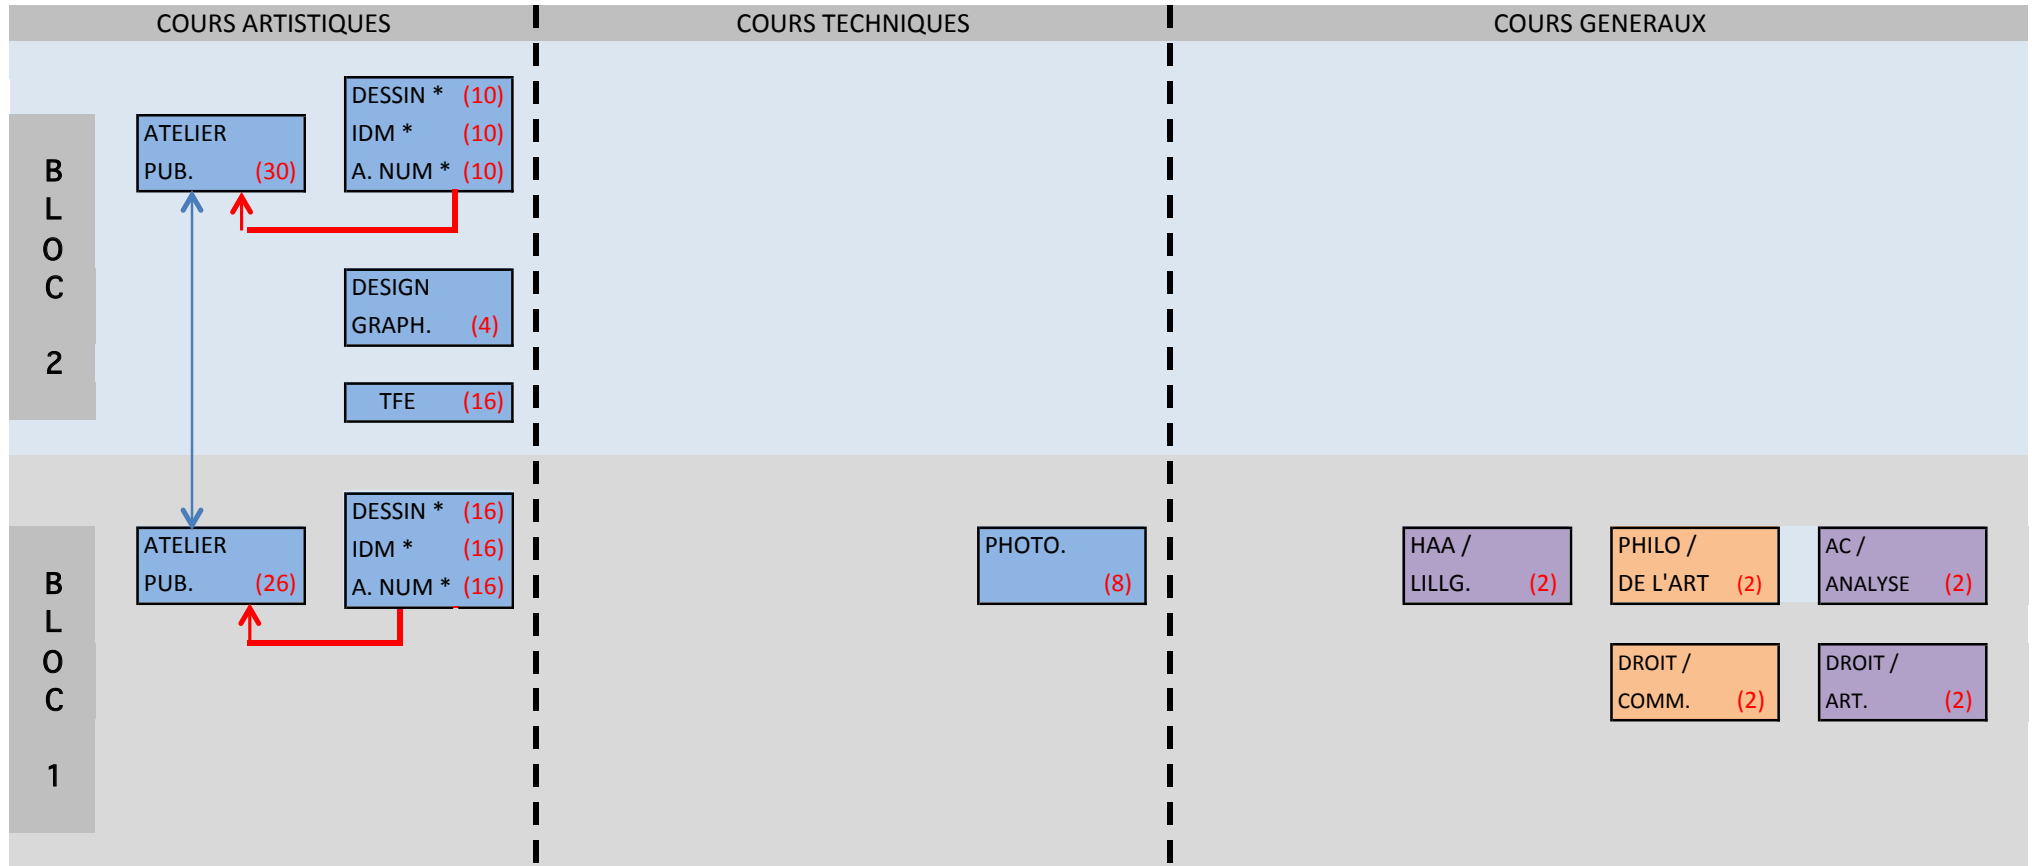 COURS ARTISTIQUES
COURS TECHNIQUES
COURS GENERAUX
B
L
O
C
2
ATELIER
PUB. (30)
DESSIN * (10)
IDM * (10)
A. NUM * (10)
DESIGN
GRAPH. (4)
TFE (16)
B
L
O
C
1
ATELIER
PUB. (26)
DESSIN * (16)
IDM * (16)
A. NUM * (16)
PHOTO.
(8)
HAA /
LILLG. (2)
PHILO /
DE L'ART (2)
AC /
ANALYSE (2)
DROIT /
COMM. (2)
DROIT /
ART. (2)